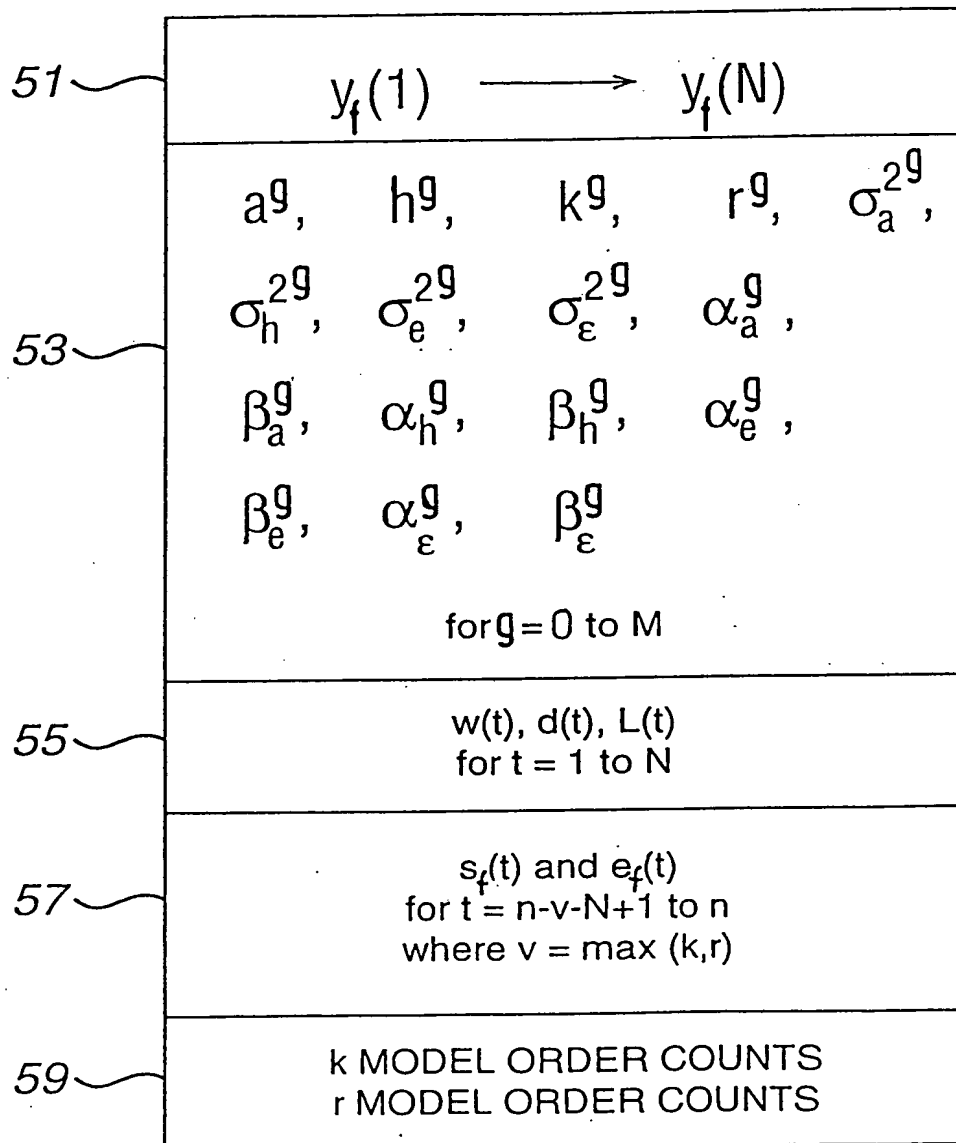 51 y_f(1) ⟶ y_f(N)
a^g, h^g, k^g, r^g, σ_a^2g,
σ_h^2g, σ_e^2g, σ_ε^2g, α_a^g,
53
β_a^g, α_h^g, β_h^g, α_e^g,
β_e^g, α_ε^g, β_ε^g
for g = 0 to M
w(t), d(t), L(t)
55
for t = 1 to N
s_f(t) and e_f(t)
57 for t = n-v-N+1 to n
where v = max (k,r)
k MODEL ORDER COUNTS
59
r MODEL ORDER COUNTS